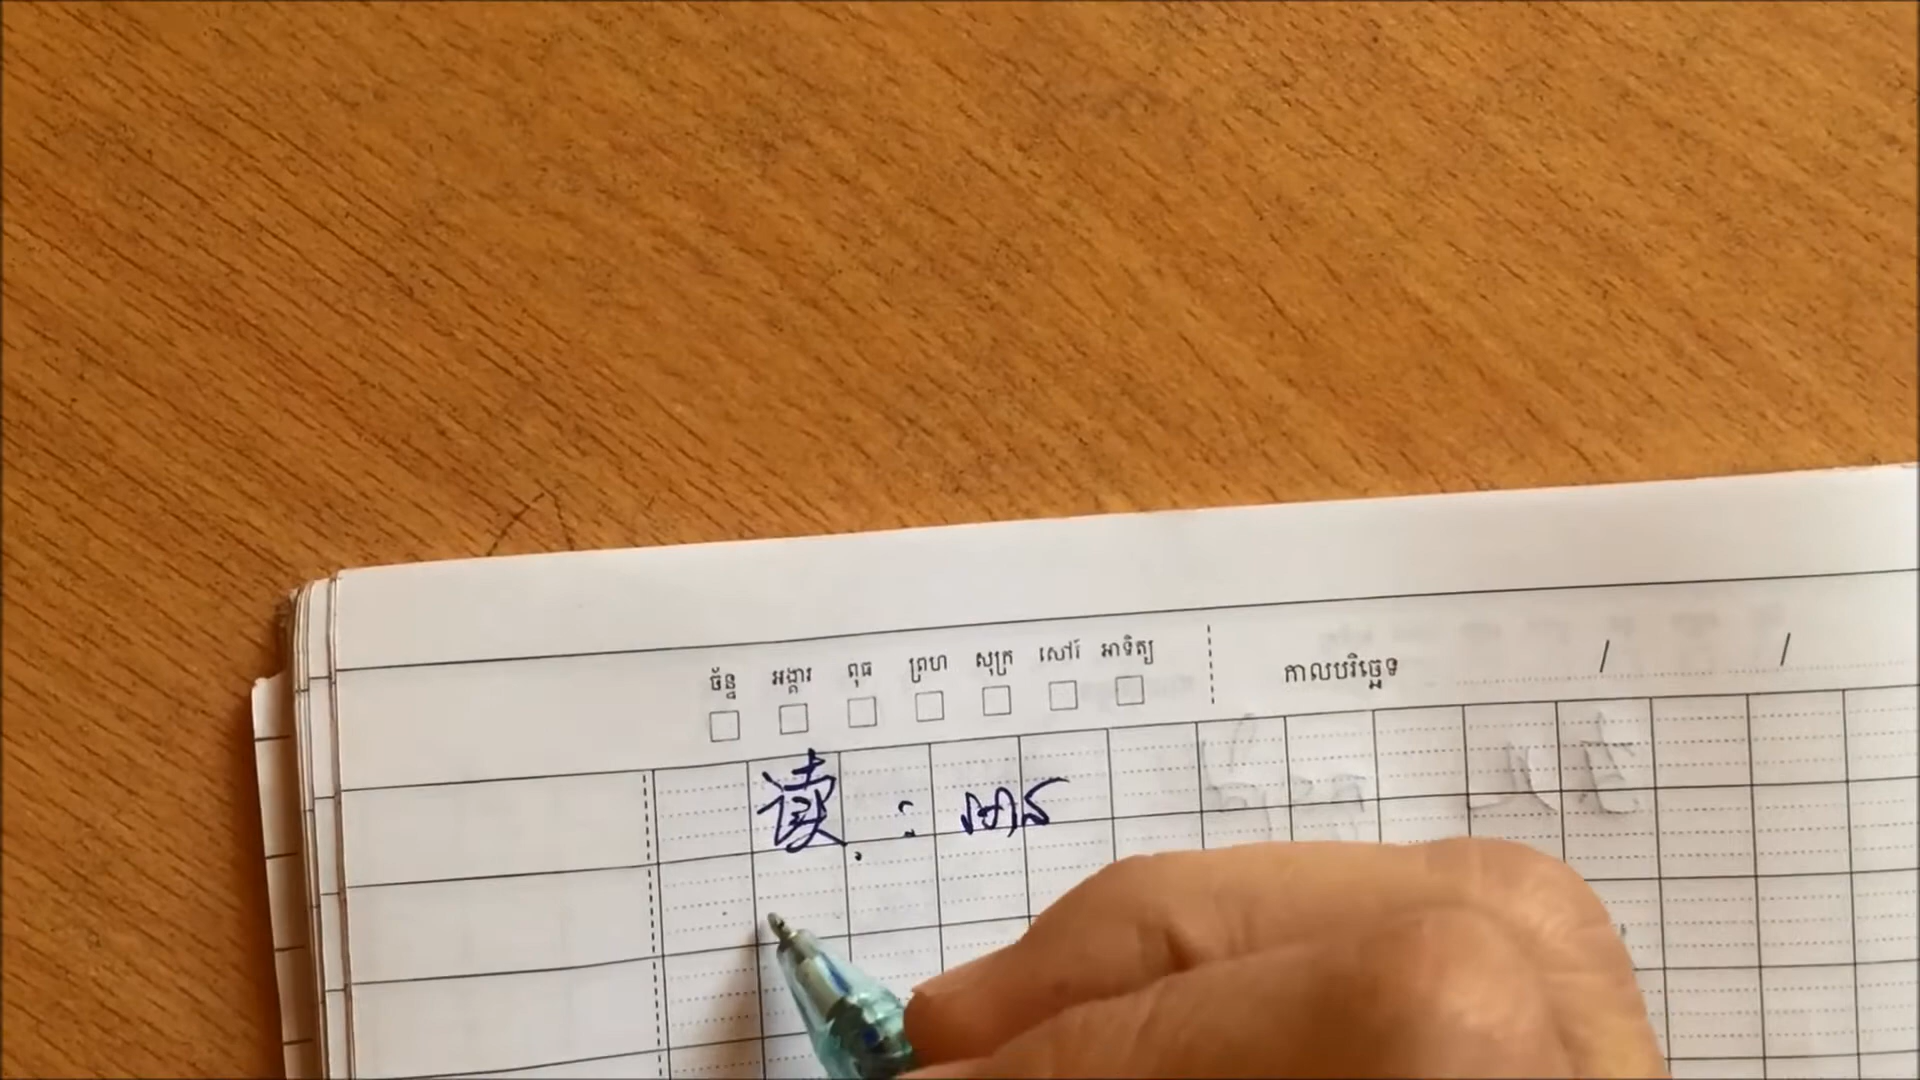 ច័ន្ទ អង្គារ ពុធ ព្រហ សុក្រ សៅរ៍ អាទិត្យ
កាលបរិច្ឆេទ / /
读 : អាន